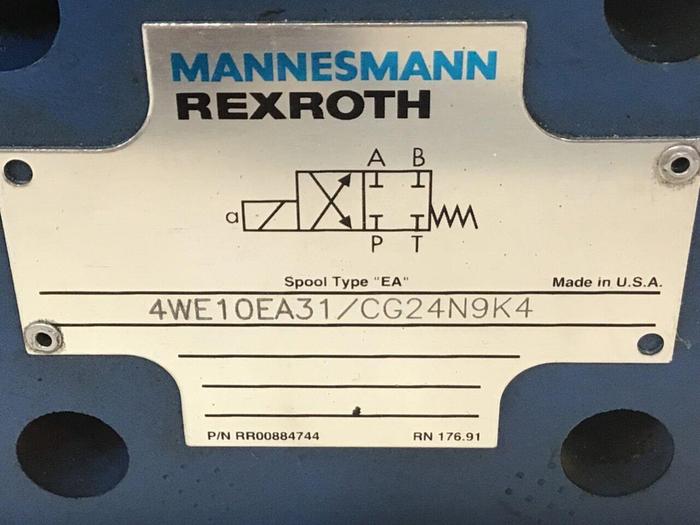 MANNESMANN
REXROTH
A B
a
P T
Spool Type "EA"
Made in U.S.A.
4WE10EA31/CG24N9K4
P/N RR00884744
RN 176.91